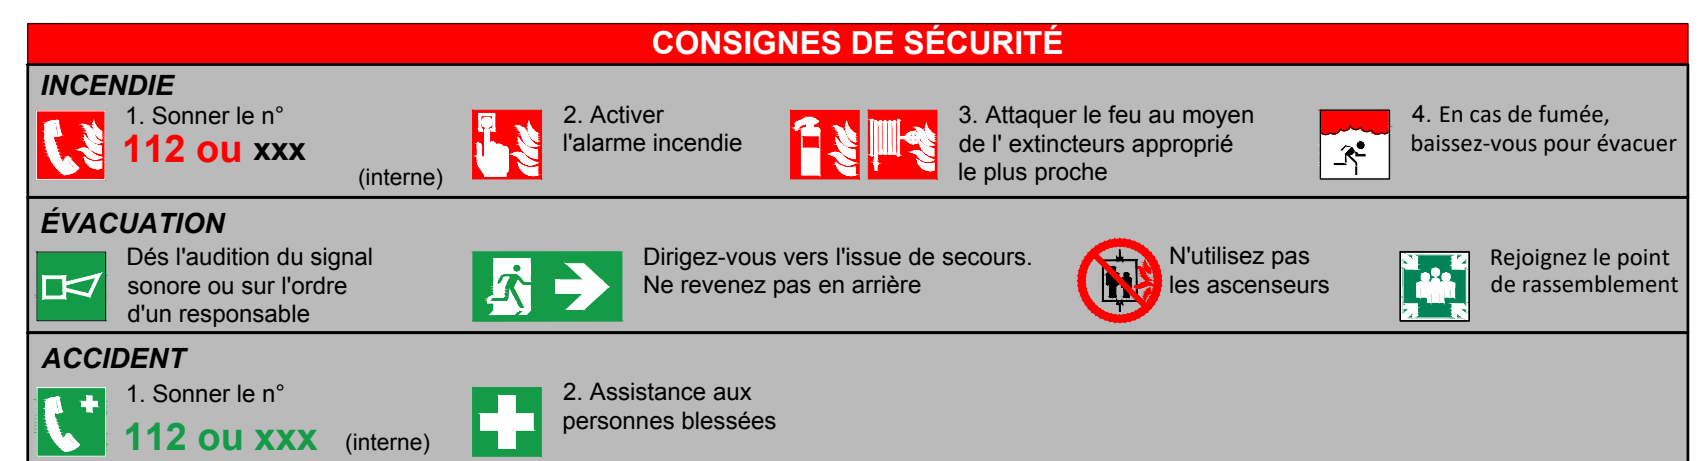 CONSIGNES DE SÉCURITÉ
INCENDIE
1. Sonner le n°
112 ou xxx
(interne)
2. Activer
l'alarme incendie
3. Attaquer le feu au moyen
de l' extincteurs approprié
le plus proche
4. En cas de fumée,
baissez-vous pour évacuer
ÉVACUATION
Dés l'audition du signal
sonore ou sur l'ordre
d'un responsable
Dirigez-vous vers l'issue de secours.
Ne revenez pas en arrière
N'utilisez pas
les ascenseurs
Rejoignez le point
de rassemblement
ACCIDENT
1. Sonner le n°
112 ou xxx (interne)
2. Assistance aux
personnes blessées